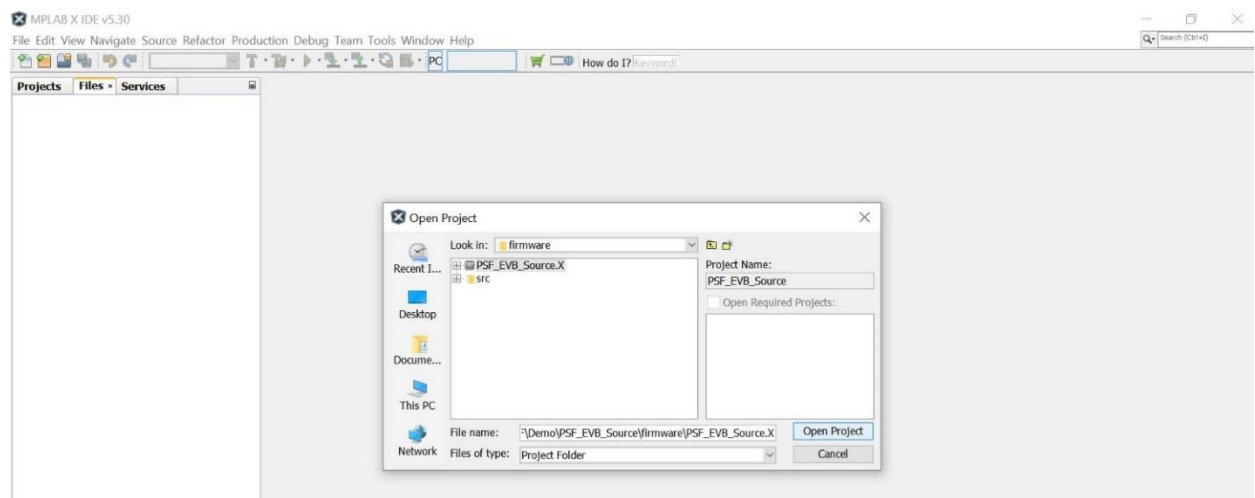 MPLAB X IDE v5.30
File Edit View Navigate Source Refactor Production Debug Team Tools Window Help
Search (Ctrl+I)
PC
How do I? Keyword(
Projects Files Services
Open Project
Look in: firmware
Recent I...
PSF_EVB_Source.X
src
Project Name:
PSF_EVB_Source
Open Required Projects:
Desktop
Docume...
This PC
Network
File name: \Demo\PSF_EVB_Source\firmware\PSF_EVB_Source.X Open Project
Files of type: Project Folder Cancel